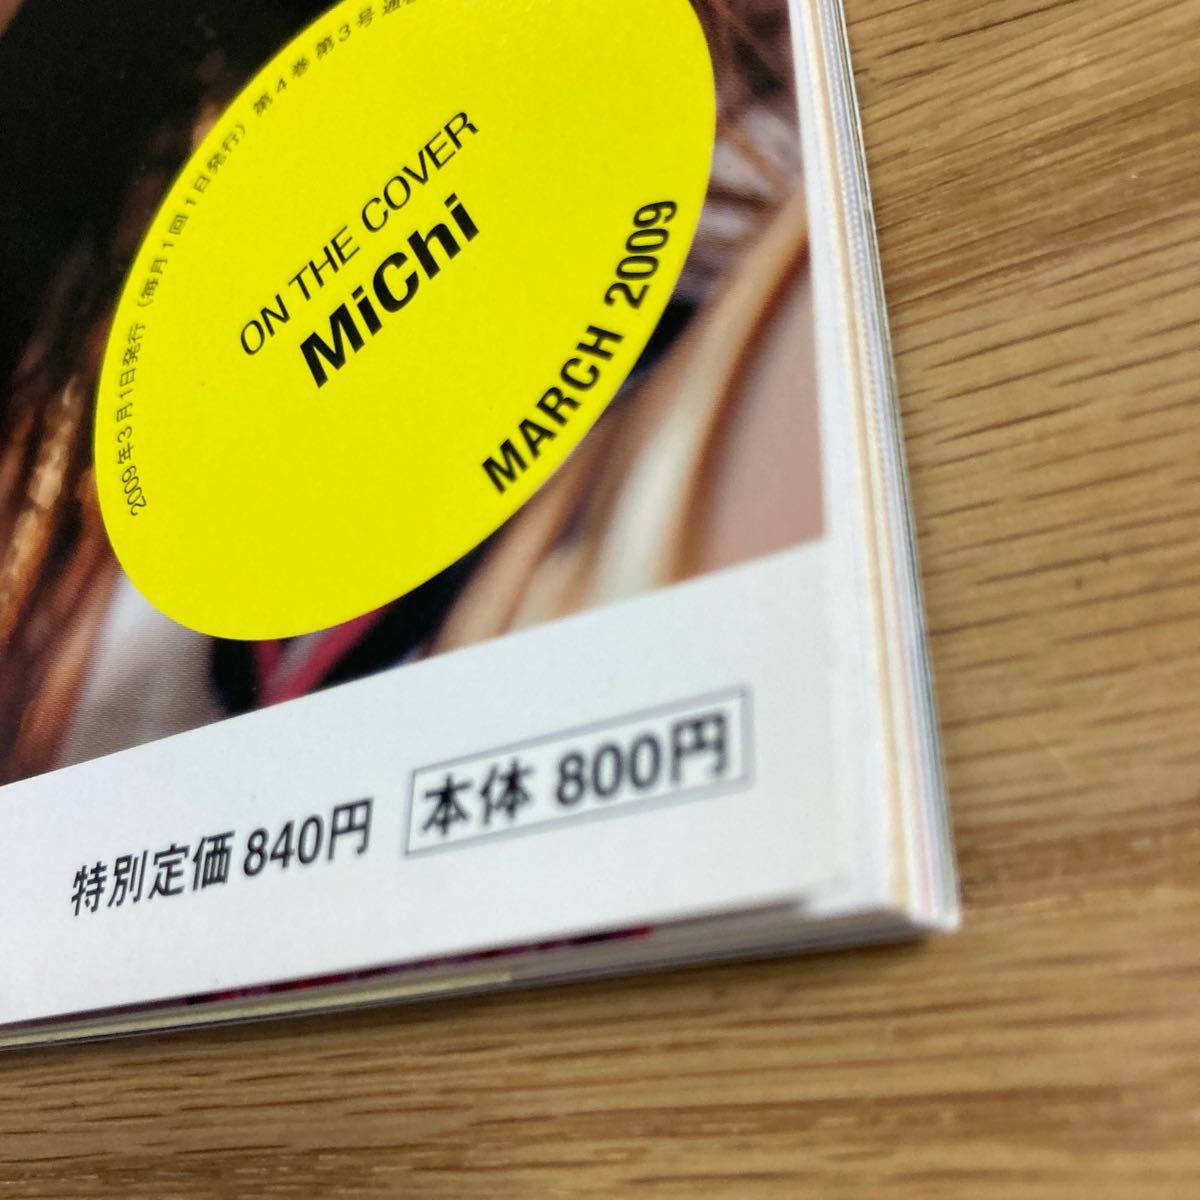 2009年3月1日発行(毎月1回1日発行)第4巻第3号
ON THE COVER
MiChi
MARCH 2009
特別定価840円 本体 800円